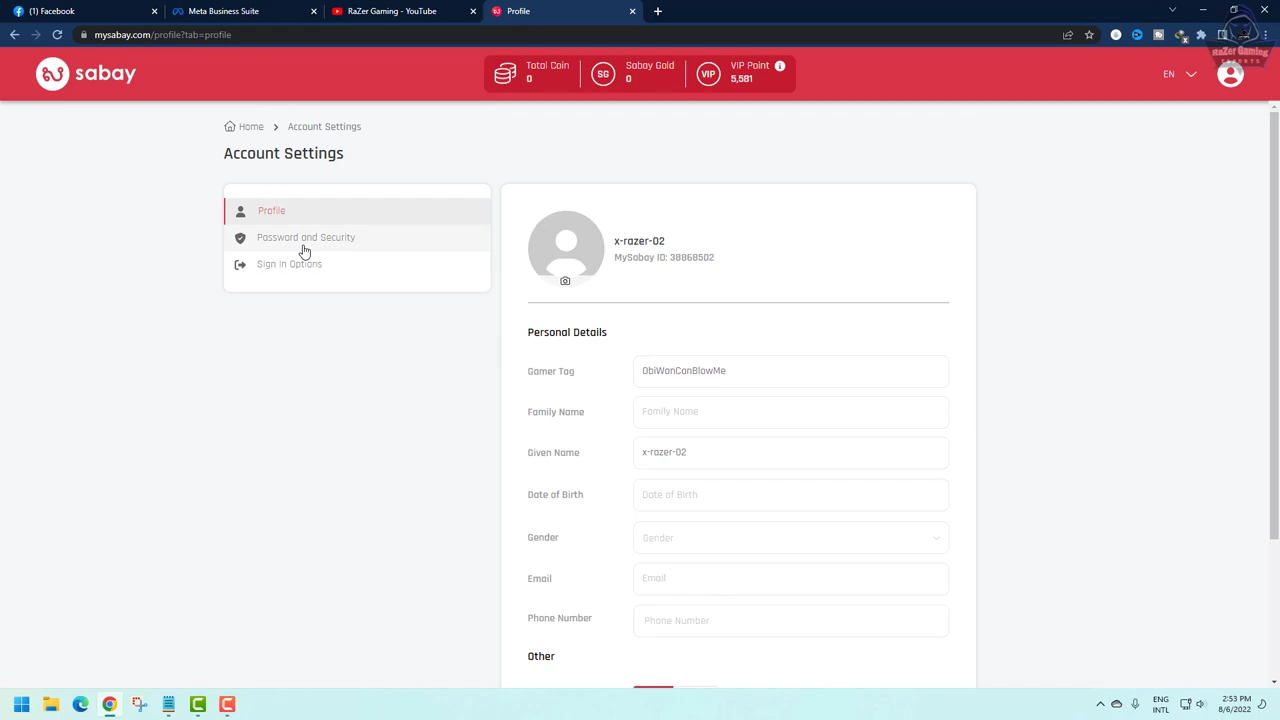 (1) Facebook
Meta Business Suite
RaZer Gaming - YouTube
Profile
mysabay.com/profile?tab=profile
RaZer Gaming
ESPORTS
sabay
Total Coin
0
SG
Sabay Gold
0
VIP
VIP Point
5,581
EN
Home > Account Settings
Account Settings
Profile
Password and Security
Sign In Options
x-razer-02
MySabay ID: 38868502
Personal Details
Gamer Tag
ObiWanCanBlowMe
Family Name
Family Name
Given Name
x-razer-02
Date of Birth
Date of Birth
Gender
Gender
Email
Email
Phone Number
Phone Number
Other
ENG
INTL
2:53 PM
8/6/2022